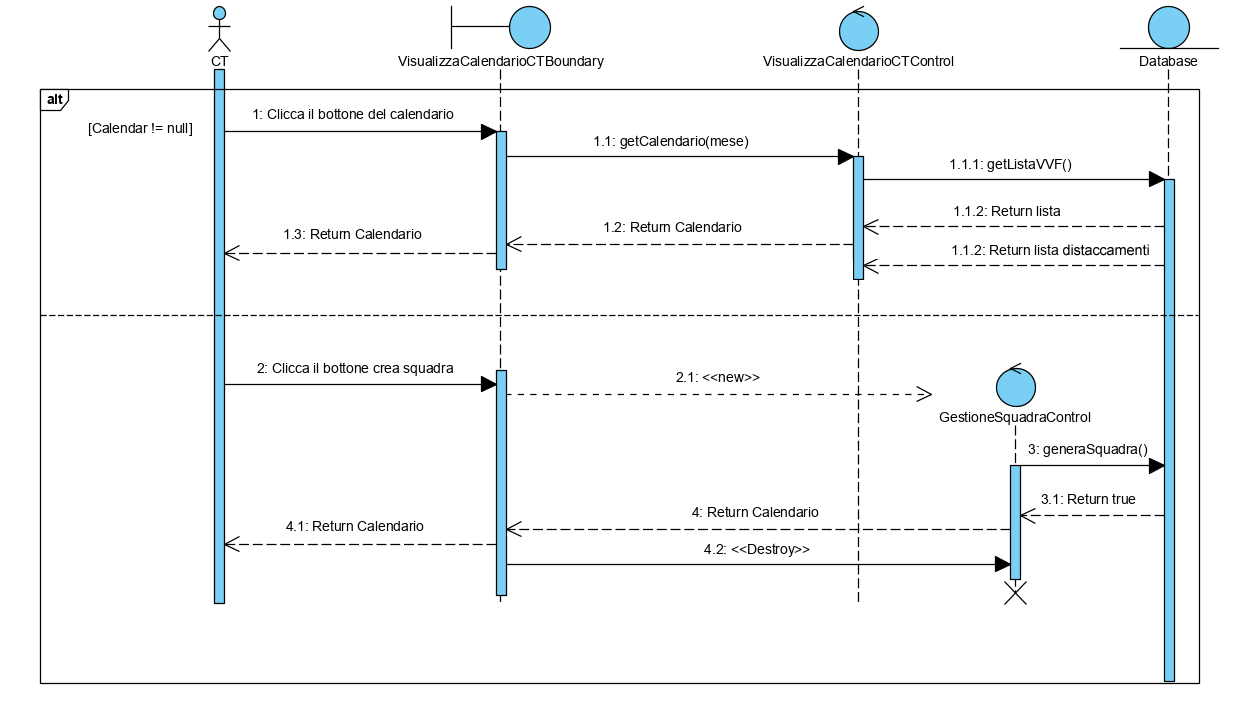 CT
VisualizzaCalendarioCTBoundary
VisualizzaCalendarioCTControl
Database
alt
[Calendar != null]
1: Clicca il bottone del calendario
1.1: getCalendario(mese)
1.1.1: getListaVVF()
1.1.2: Return lista
1.2: Return Calendario
1.3: Return Calendario
1.1.2: Return lista distaccamenti
2: Clicca il bottone crea squadra
2.1: <<new>>
GestioneSquadraControl
3: generaSquadra()
3.1: Return true
4: Return Calendario
4.1: Return Calendario
4.2: <<Destroy>>